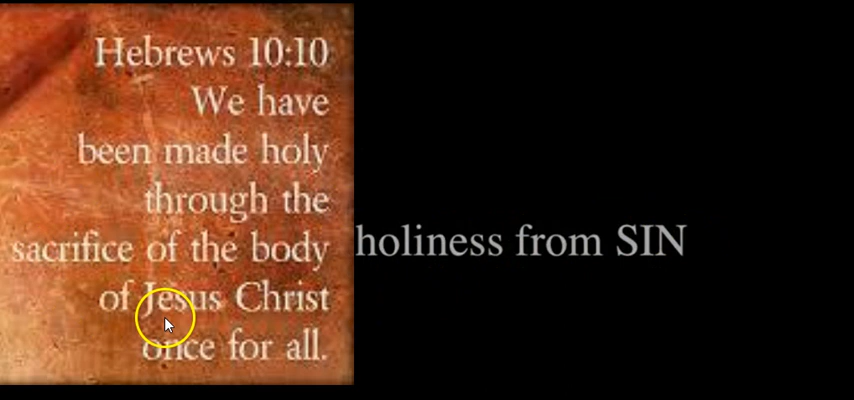 Hebrews 10:10
We have
been made holy
through the
sacrifice of the body
of Jesus Christ
once for all.
holiness from SIN